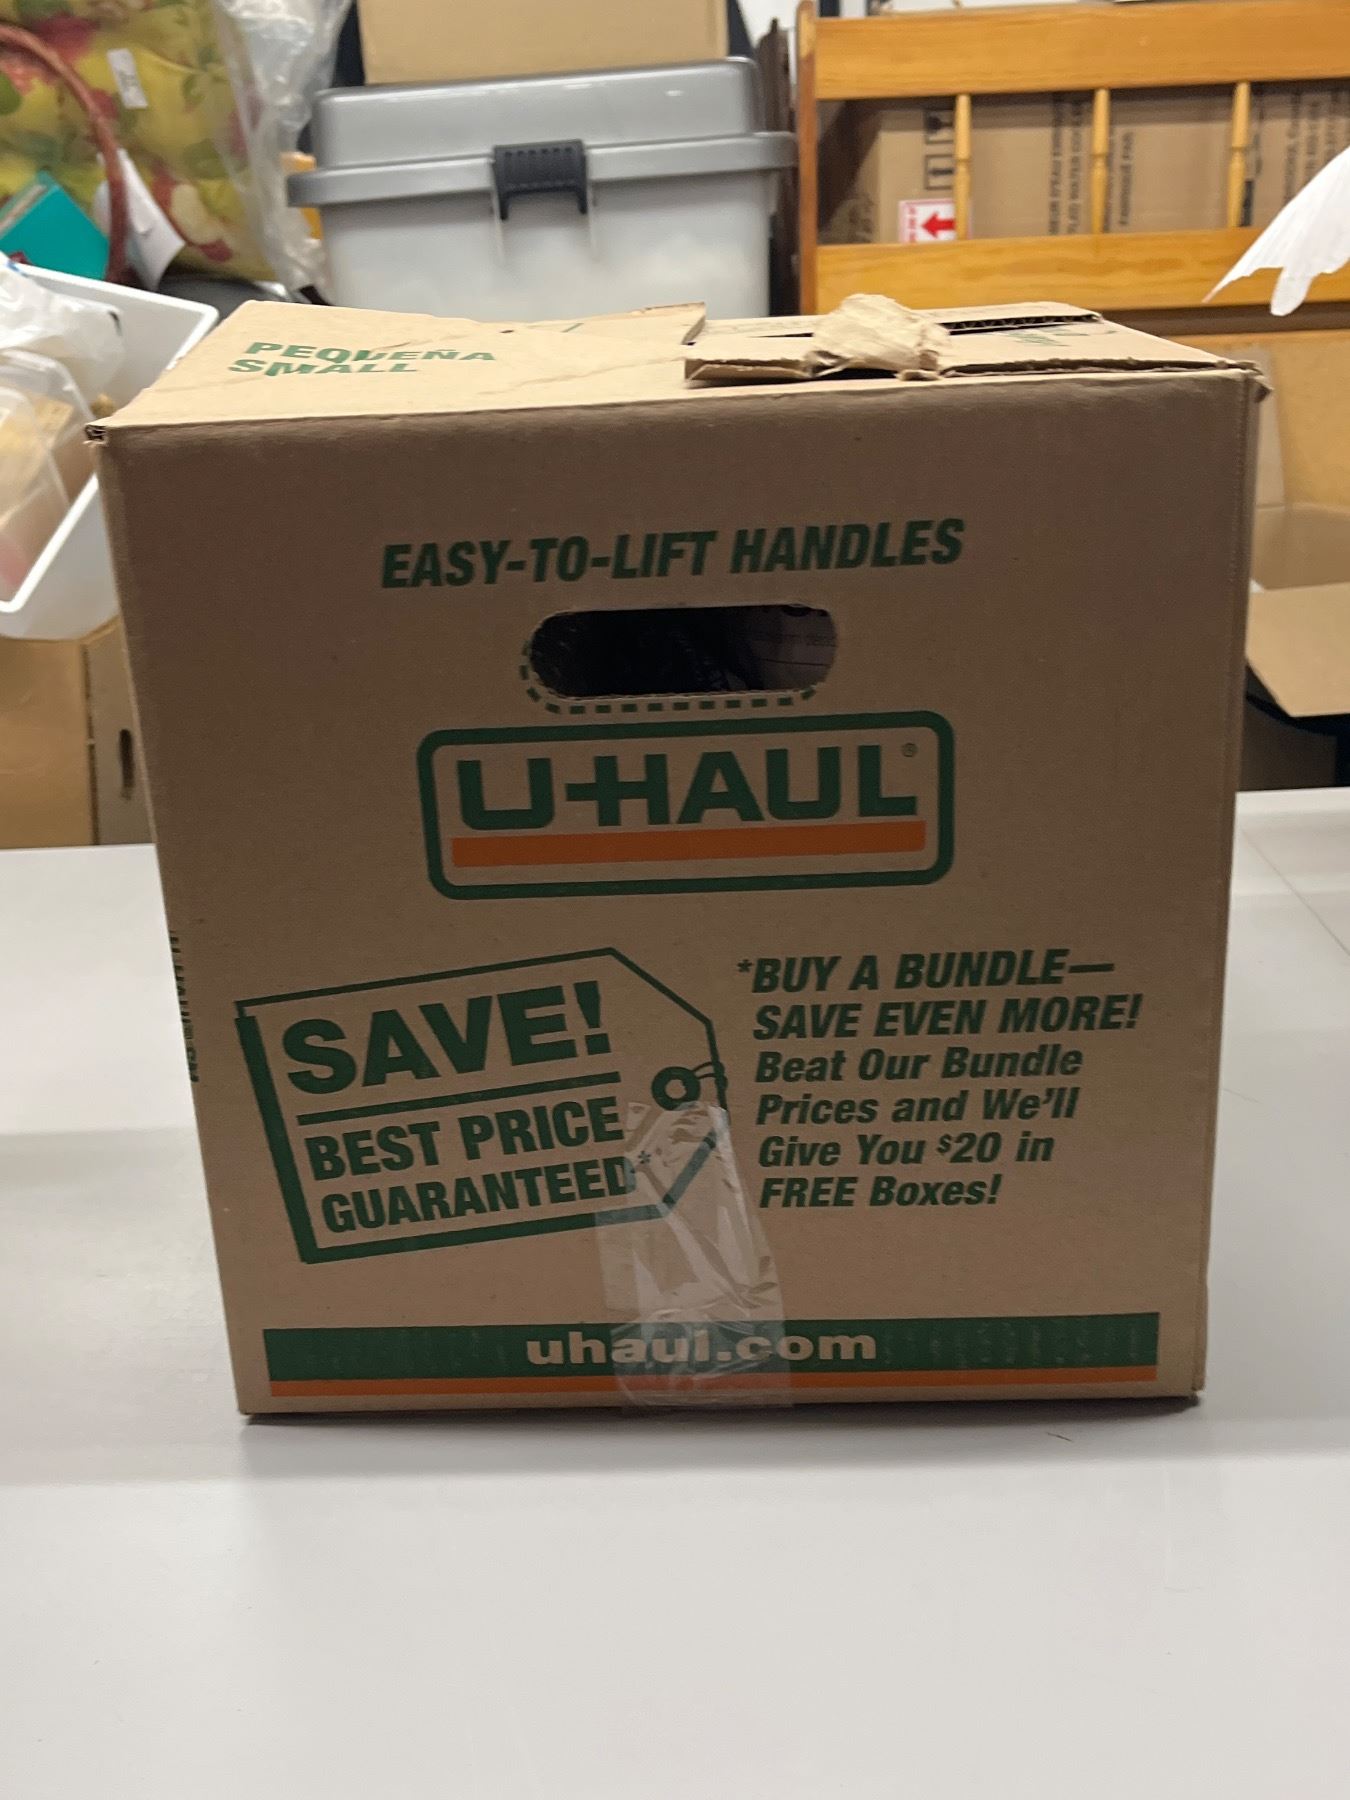 PEQUEÑA
SMALL
EASY-TO-LIFT HANDLES
U-HAUL®
SAVE!
BEST PRICE
GUARANTEED*
*BUY A BUNDLE—
SAVE EVEN MORE!
Beat Our Bundle
Prices and We'll
Give You $20 in
FREE Boxes!
uhaul.com